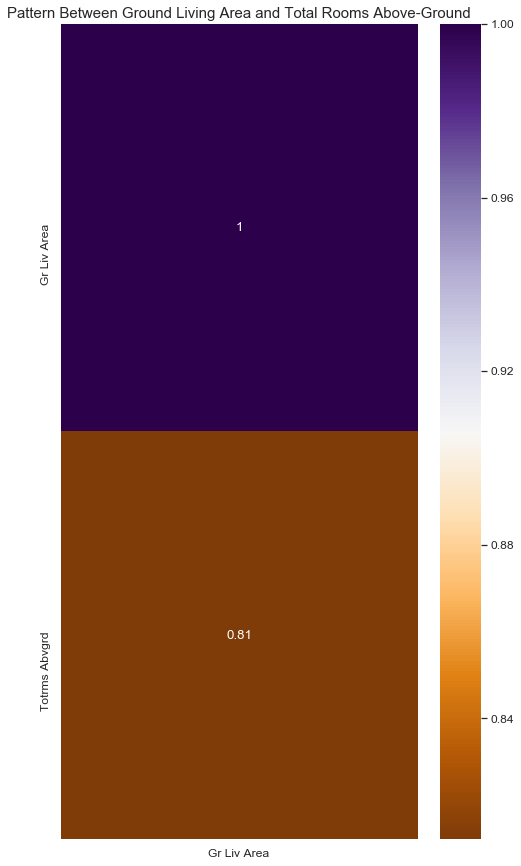 Pattern Between Ground Living Area and Total Rooms Above-Ground
Gr Liv Area
1
Totrms Abvgrd
0.81
Gr Liv Area
1.00
0.96
0.92
0.88
0.84